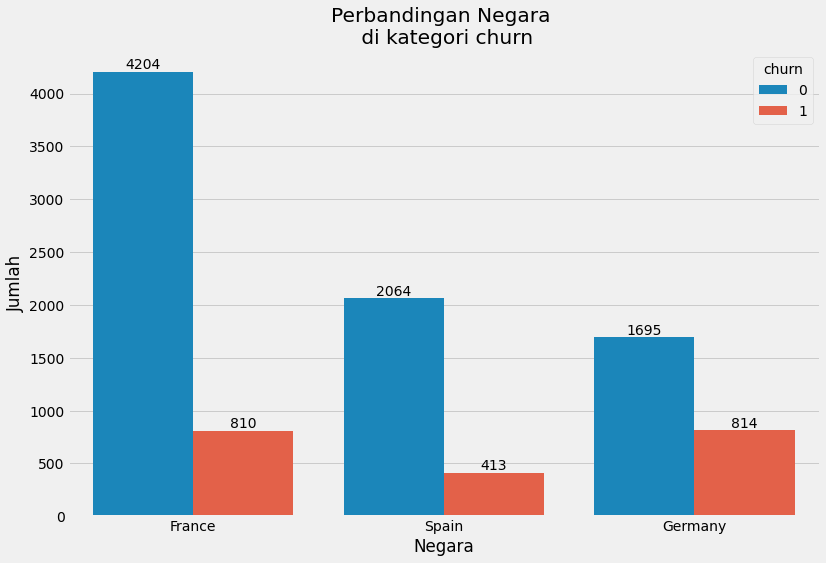 Perbandingan Negara
di kategori churn
4204
churn
0
1
4000
3500
3000
2500
2064
2000
1695
1500
1000
810
814
500
413
0
Jumlah
France
Spain
Germany
Negara